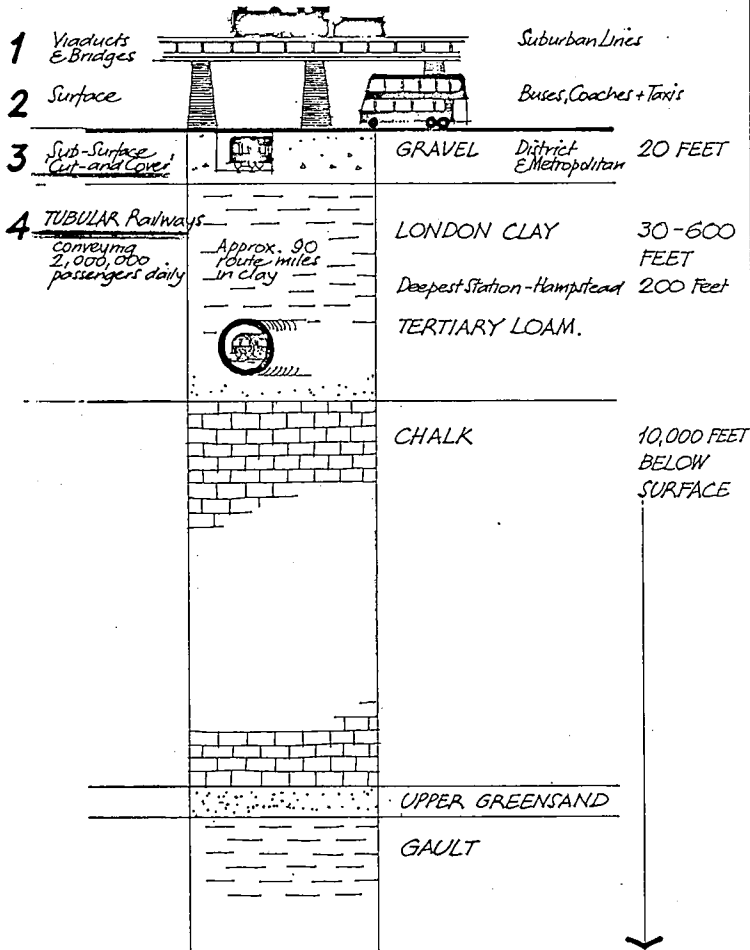 1 Viaducts
& Bridges
Suburban Lines
2 Surface
Buses, Coaches + Taxis
3 Sub-Surface
'Cut-and Cover'
GRAVEL
District
& Metropolitan
20 FEET
4 TUBULAR Railways
conveying
2,000,000
passengers daily
Approx. 90
route miles
in clay
LONDON CLAY
30-600
FEET
Deepest Station - Hampstead
200 Feet
TERTIARY LOAM.
CHALK
10,000 FEET
BELOW
SURFACE
UPPER GREENSAND
GAULT